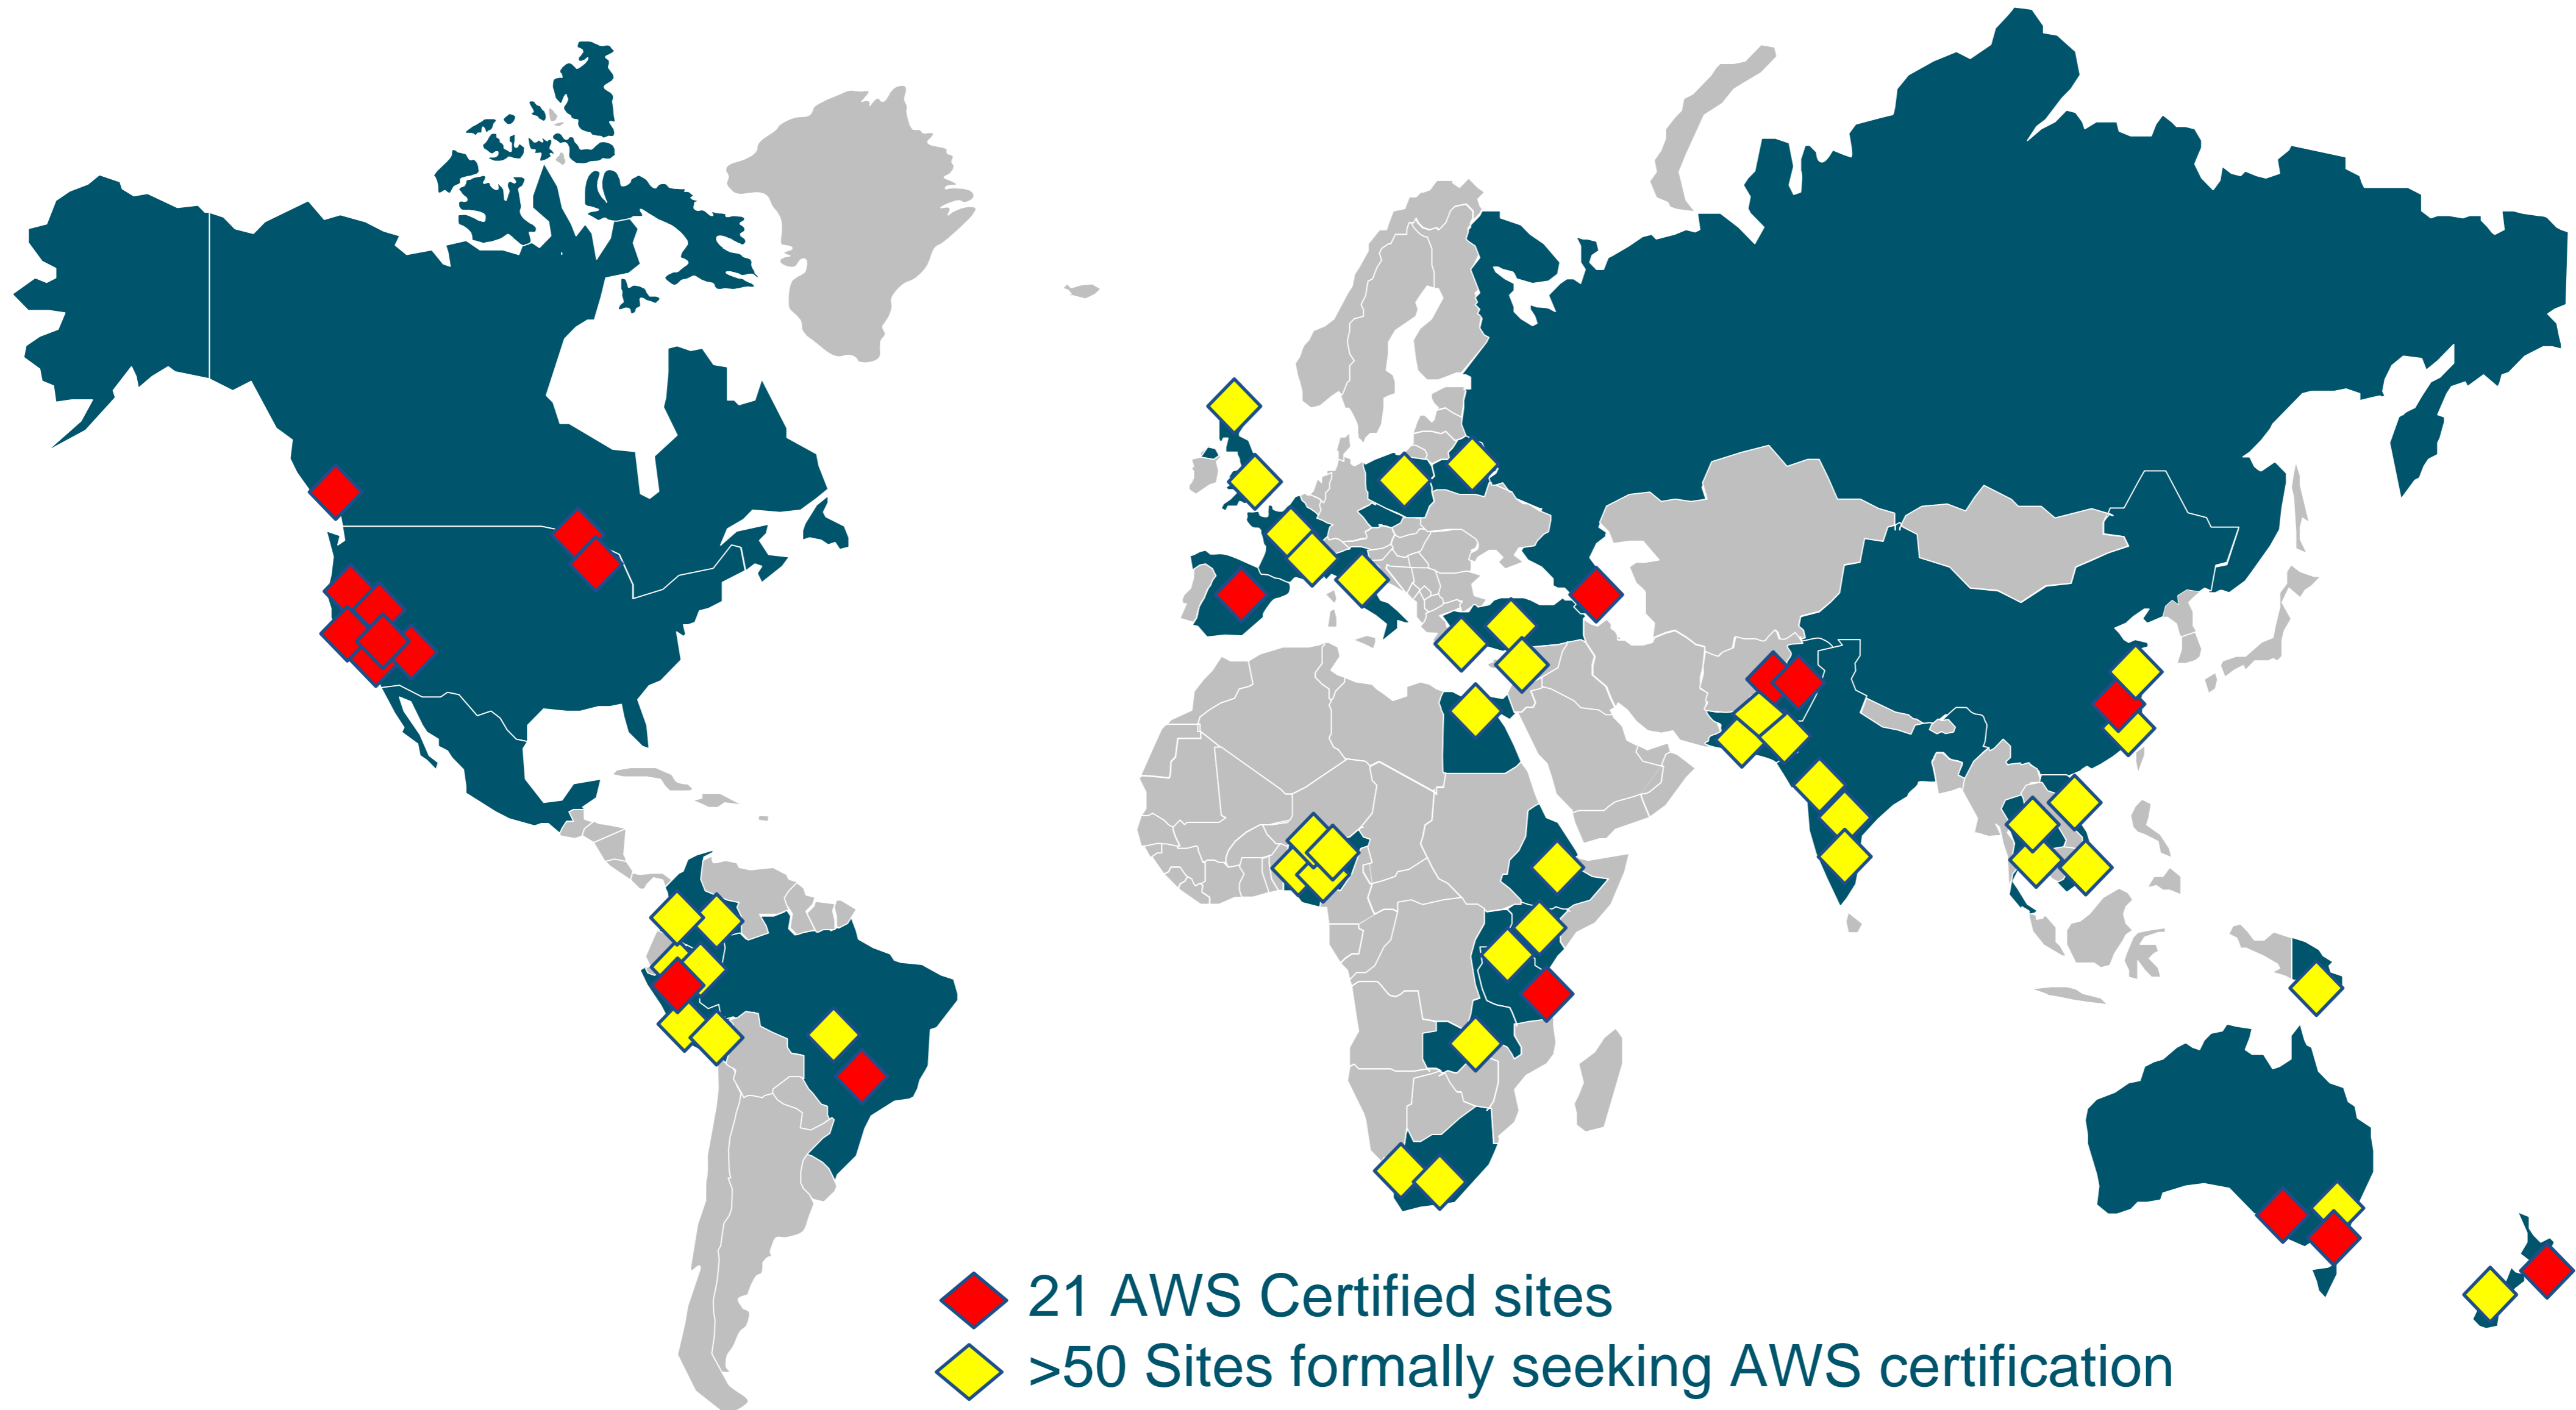 21 AWS Certified sites
>50 Sites formally seeking AWS certification